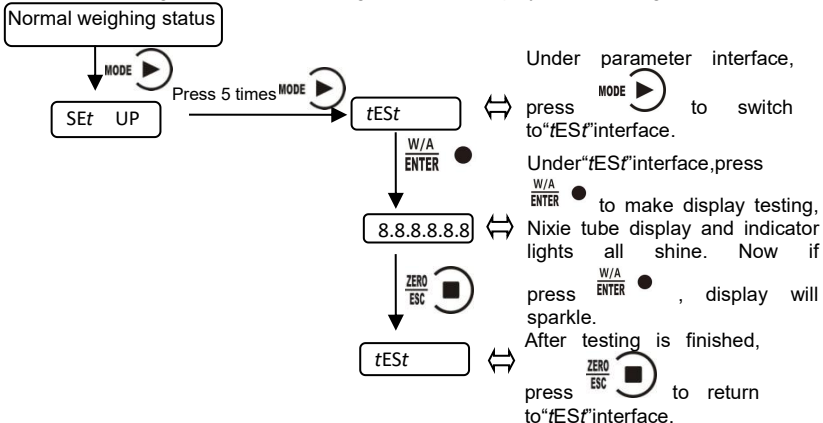 Normal weighing status
MODE
SEt UP
Press 5 times MODE
tESt
W/A
ENTER
8.8.8.8.8.8
ZERO
ESC
tESt
Under parameter interface,
press MODE to switch
to“tESt”interface.
Under“tESt”interface,press
W/A
ENTER to make display testing,
Nixie tube display and indicator
lights all shine. Now if
press W/A
ENTER , display will
sparkle.
After testing is finished,
press ZERO
ESC to return
to“tESt”interface.